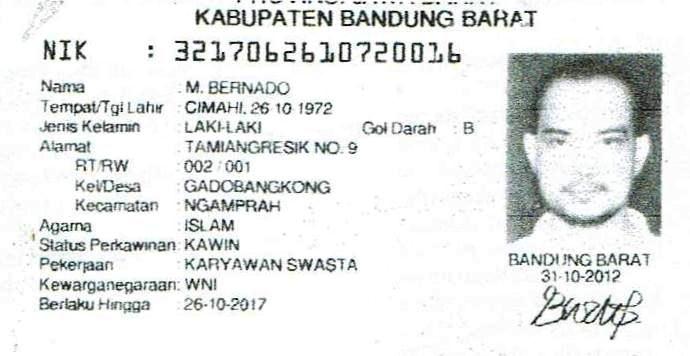 KABUPATEN BANDUNG BARAT
NIK : 3217062610720016
Nama : M. BERNADO
Tempat/Tgl Lahir : CIMAHI, 26-10-1972
Jenis Kelamin : LAKI-LAKI Gol Darah : B
Alamat : TAMIANGRESIK NO. 9
RT/RW : 002 / 001
Kel/Desa : GADOBANGKONG
Kecamatan : NGAMPRAH
Agama : ISLAM
Status Perkawinan: KAWIN
Pekerjaan : KARYAWAN SWASTA
Kewarganegaraan: WNI
Berlaku Hingga : 26-10-2017
BANDUNG BARAT
31-10-2012